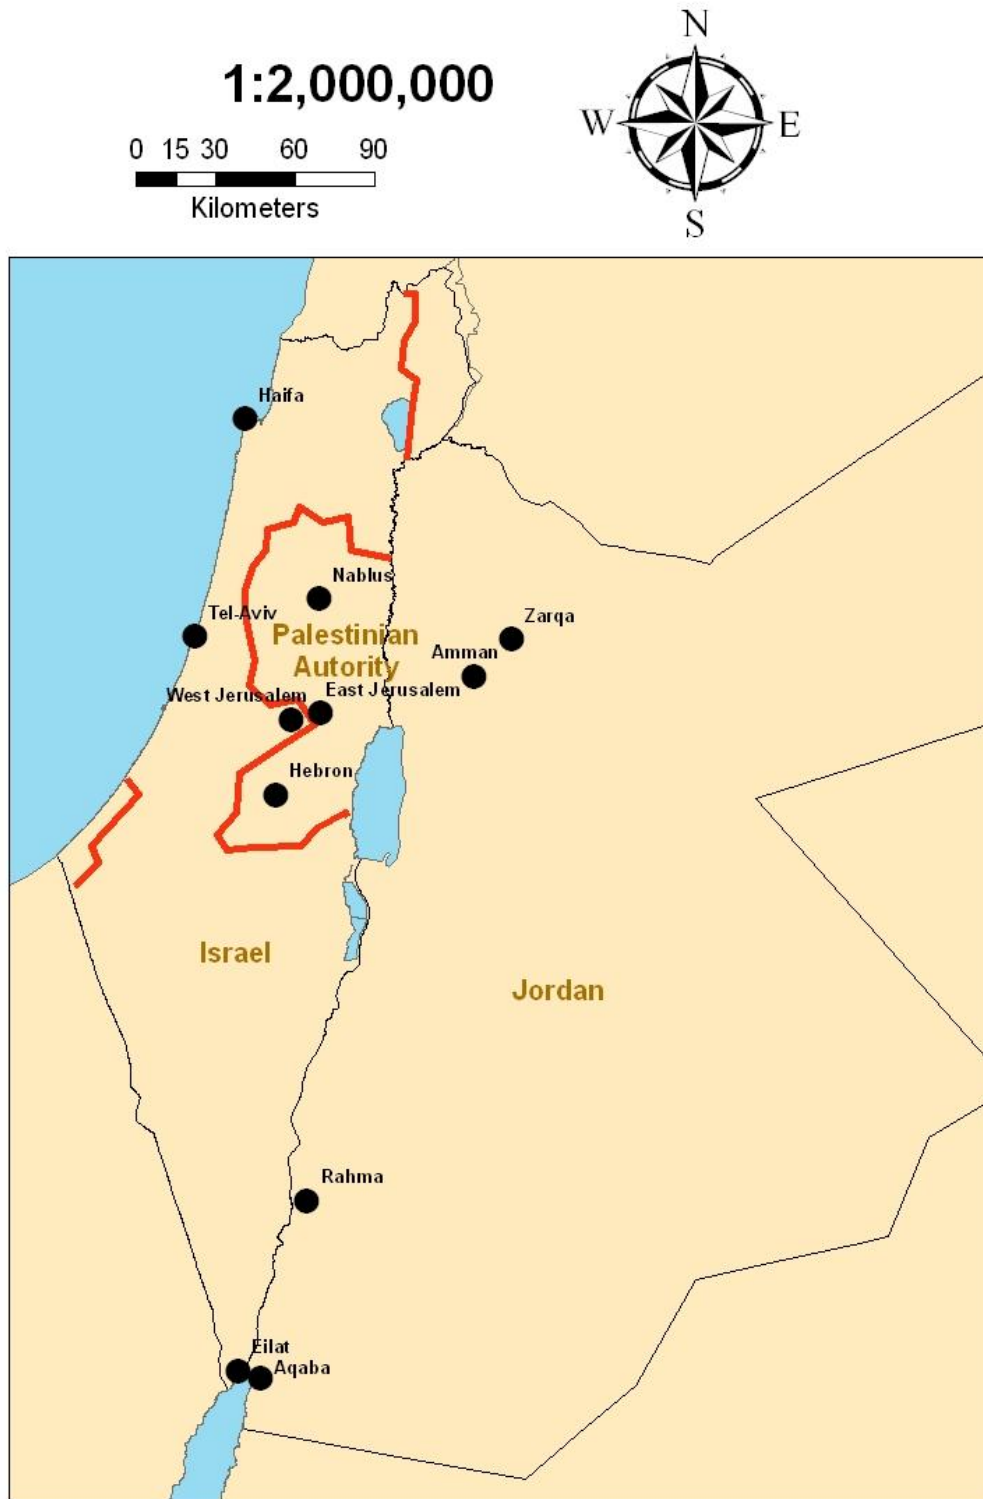 1:2,000,000
0 15 30 60 90
Kilometers
N
W E
S
Haifa
Nablus
Tel-Aviv
Zarqa
Palestinian
Autority
Amman
West Jerusalem
East Jerusalem
Hebron
Israel
Jordan
Rahma
Eilat
Aqaba